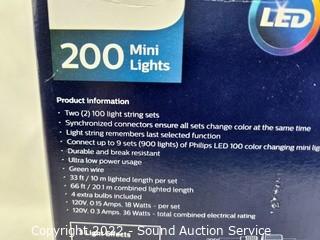 LED
200 Mini
Lights
Product information
• Two (2) 100 light string sets
• Synchronized connectors ensure all sets change color at the same time
• Light string remembers last selected function
• Connect up to 9 sets (900 lights) of Philips LED 100 color changing mini
• Durable and break resistant
• Ultra low power usage
• Green wire
• 33 ft / 10 m lighted length per set
• 66 ft / 20.1 m combined lighted length
• 4 extra bulbs included
• 120V, 0.15 Amps, 18 Watts - per set
• 120V, 0.3 Amps, 36 Watts - total combined electrical rating
Light Effects
Copyright 2022 - Sound Auction Service